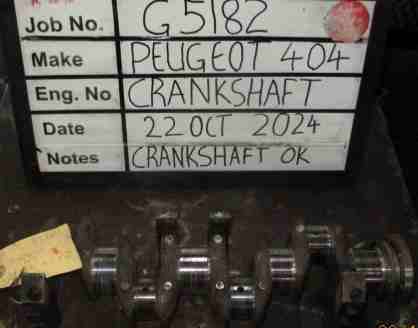 Job No. G5182
Make PEUGEOT 404
Eng. No CRANKSHAFT
Date 22 OCT 2024
Notes CRANKSHAFT OK